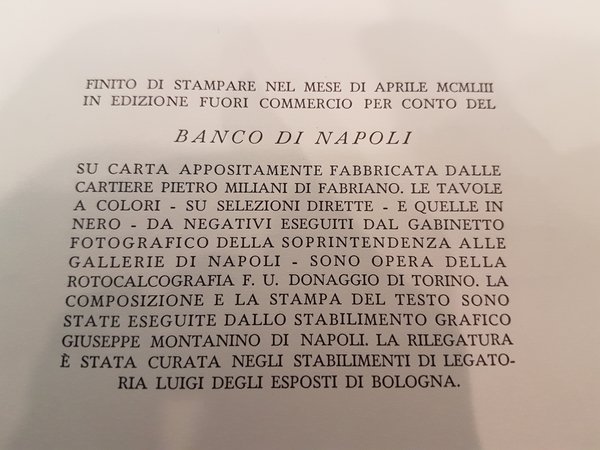 FINITO DI STAMPARE NEL MESE DI APRILE MCMLIII
IN EDIZIONE FUORI COMMERCIO PER CONTO DEL
BANCO DI NAPOLI
SU CARTA APPOSITAMENTE FABBRICATA DALLE
CARTIERE PIETRO MILIANI DI FABRIANO. LE TAVOLE
A COLORI - SU SELEZIONI DIRETTE - E QUELLE IN
NERO - DA NEGATIVI ESEGUITI DAL GABINETTO
FOTOGRAFICO DELLA SOPRINTENDENZA ALLE
GALLERIE DI NAPOLI - SONO OPERA DELLA
ROTOCALCOGRAFIA F. U. DONAGGIO DI TORINO. LA
COMPOSIZIONE E LA STAMPA DEL TESTO SONO
STATE ESEGUITE DALLO STABILIMENTO GRAFICO
GIUSEPPE MONTANINO DI NAPOLI. LA RILEGATURA
È STATA CURATA NEGLI STABILIMENTI DI LEGATO-
RIA LUIGI DEGLI ESPOSTI DI BOLOGNA.